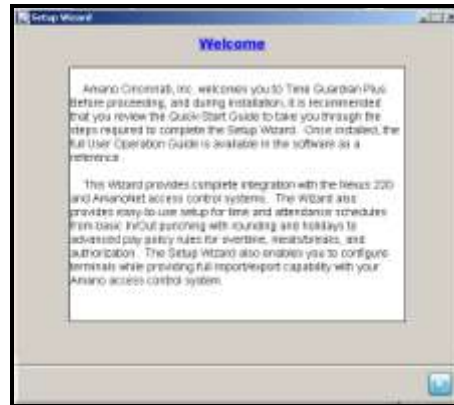 Setup Wizard
Welcome
Amano Cincinnati, Inc. welcomes you to Time Guardian Plus.
Before proceeding, and during installation, it is recommended
that you review the Quick-Start Guide to take you through the
steps required to complete the Setup Wizard. Once installed, the
full User Operation Guide is available in the software as a
reference.
This Wizard provides complete integration with the Nexus 220
and AmanoNet access control systems. The Wizard also
provides easy-to-use setup for time and attendance schedules
from basic In/Out punching with rounding and holidays to
advanced pay policy rules for overtime, meals/breaks, and
authorization. The Setup Wizard also enables you to configure
terminals while providing full import/export capability with your
Amano access control system.